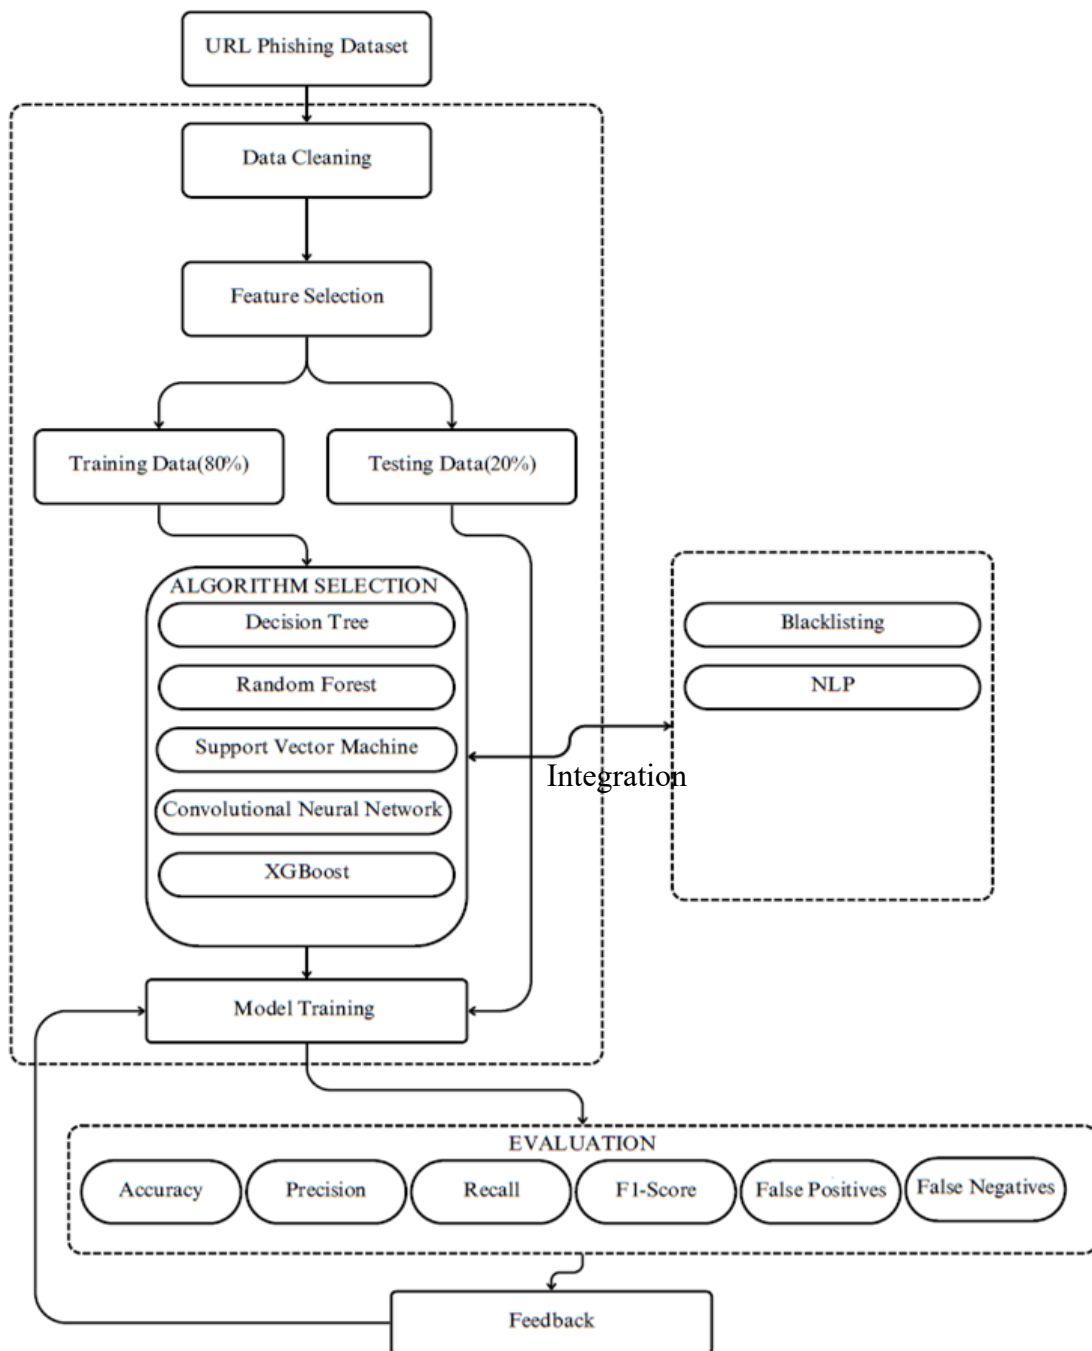 URL Phishing Dataset
Data Cleaning
Feature Selection
Training Data(80%)
Testing Data(20%)
ALGORITHM SELECTION
Decision Tree
Random Forest
Support Vector Machine
Convolutional Neural Network
XGBoost
Blacklisting
NLP
Integration
Model Training
EVALUATION
Accuracy
Precision
Recall
F1-Score
False Positives
False Negatives
Feedback